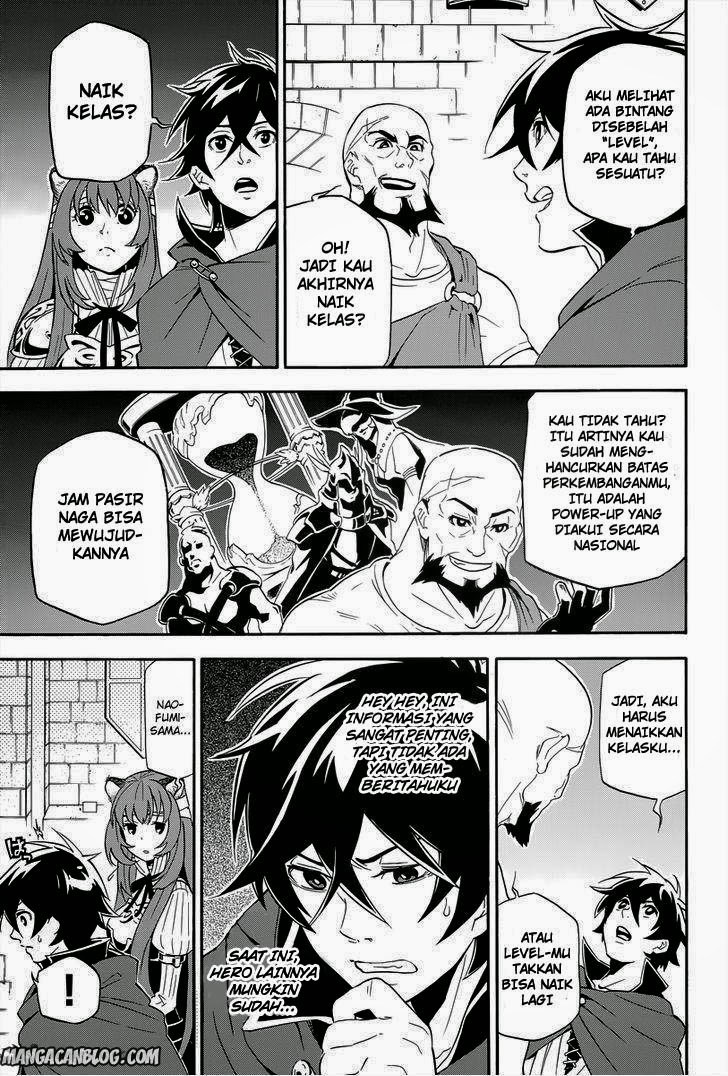 AKU MELIHAT
ADA BINTANG
DISEBELAH
"LEVEL",
APA KAU TAHU
SESUATU?
OH!
JADI KAU
AKHIRNYA
NAIK
KELAS?
NAIK
KELAS?
KAU TIDAK TAHU?
ITU ARTINYA KAU
SUDAH MENG-
HANCURKAN BATAS
PERKEMBANGANMU,
ITU ADALAH
POWER-UP YANG
DIAKUI SECARA
NASIONAL
JAM PASIR
NAGA BISA
MEWUJUD-
KANNYA
JADI, AKU
HARUS
MENAIKKAN
KELASKU...
ATAU
LEVEL-MU
TAKKAN
BISA NAIK
LAGI
HEY HEY, INI
INFORMASI YANG
SANGAT PENTING,
TAPI TIDAK ADA
YANG MEM-
BERITAHUKU
SAAT INI,
HERO LAINNYA
MUNGKIN
SUDAH...
NAO-
FUMI-
SAMA...
はっ
!
MANGACANBLOG.COM